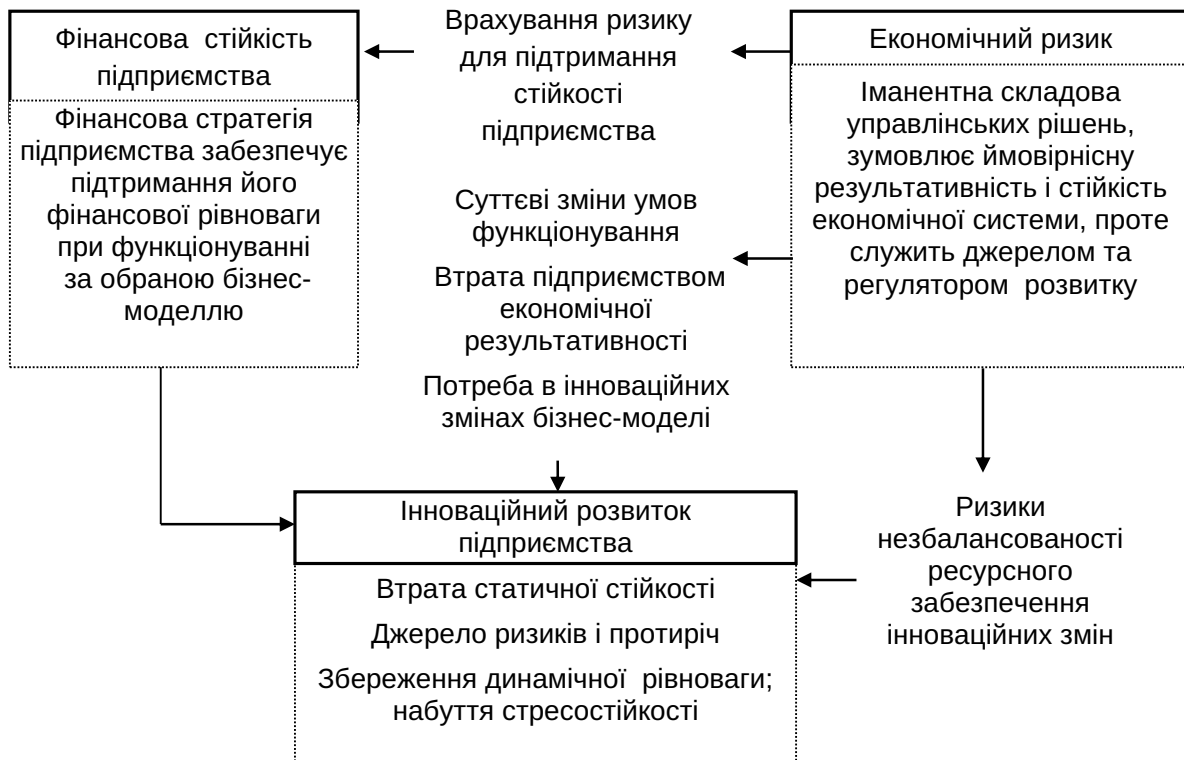 Фінансова стійкість
підприємства
Фінансова стратегія
підприємства забезпечує
підтримання його
фінансової рівноваги
при функціонуванні
за обраною бізнес-
моделлю
Врахування ризику
для підтримання
стійкості
підприємства
Суттєві зміни умов
функціонування
Втрата підприємством
економічної
результативності
Потреба в інноваційних
змінах бізнес-моделі
Економічний ризик
Іманентна складова
управлінських рішень,
зумовлює ймовірнісну
результативність і стійкість
економічної системи, проте
служить джерелом та
регулятором розвитку
Інноваційний розвиток
підприємства
Втрата статичної стійкості
Джерело ризиків і протиріч
Збереження динамічної рівноваги;
набуття стресостійкості
Ризики
незбалансованості
ресурсного
забезпечення
інноваційних змін